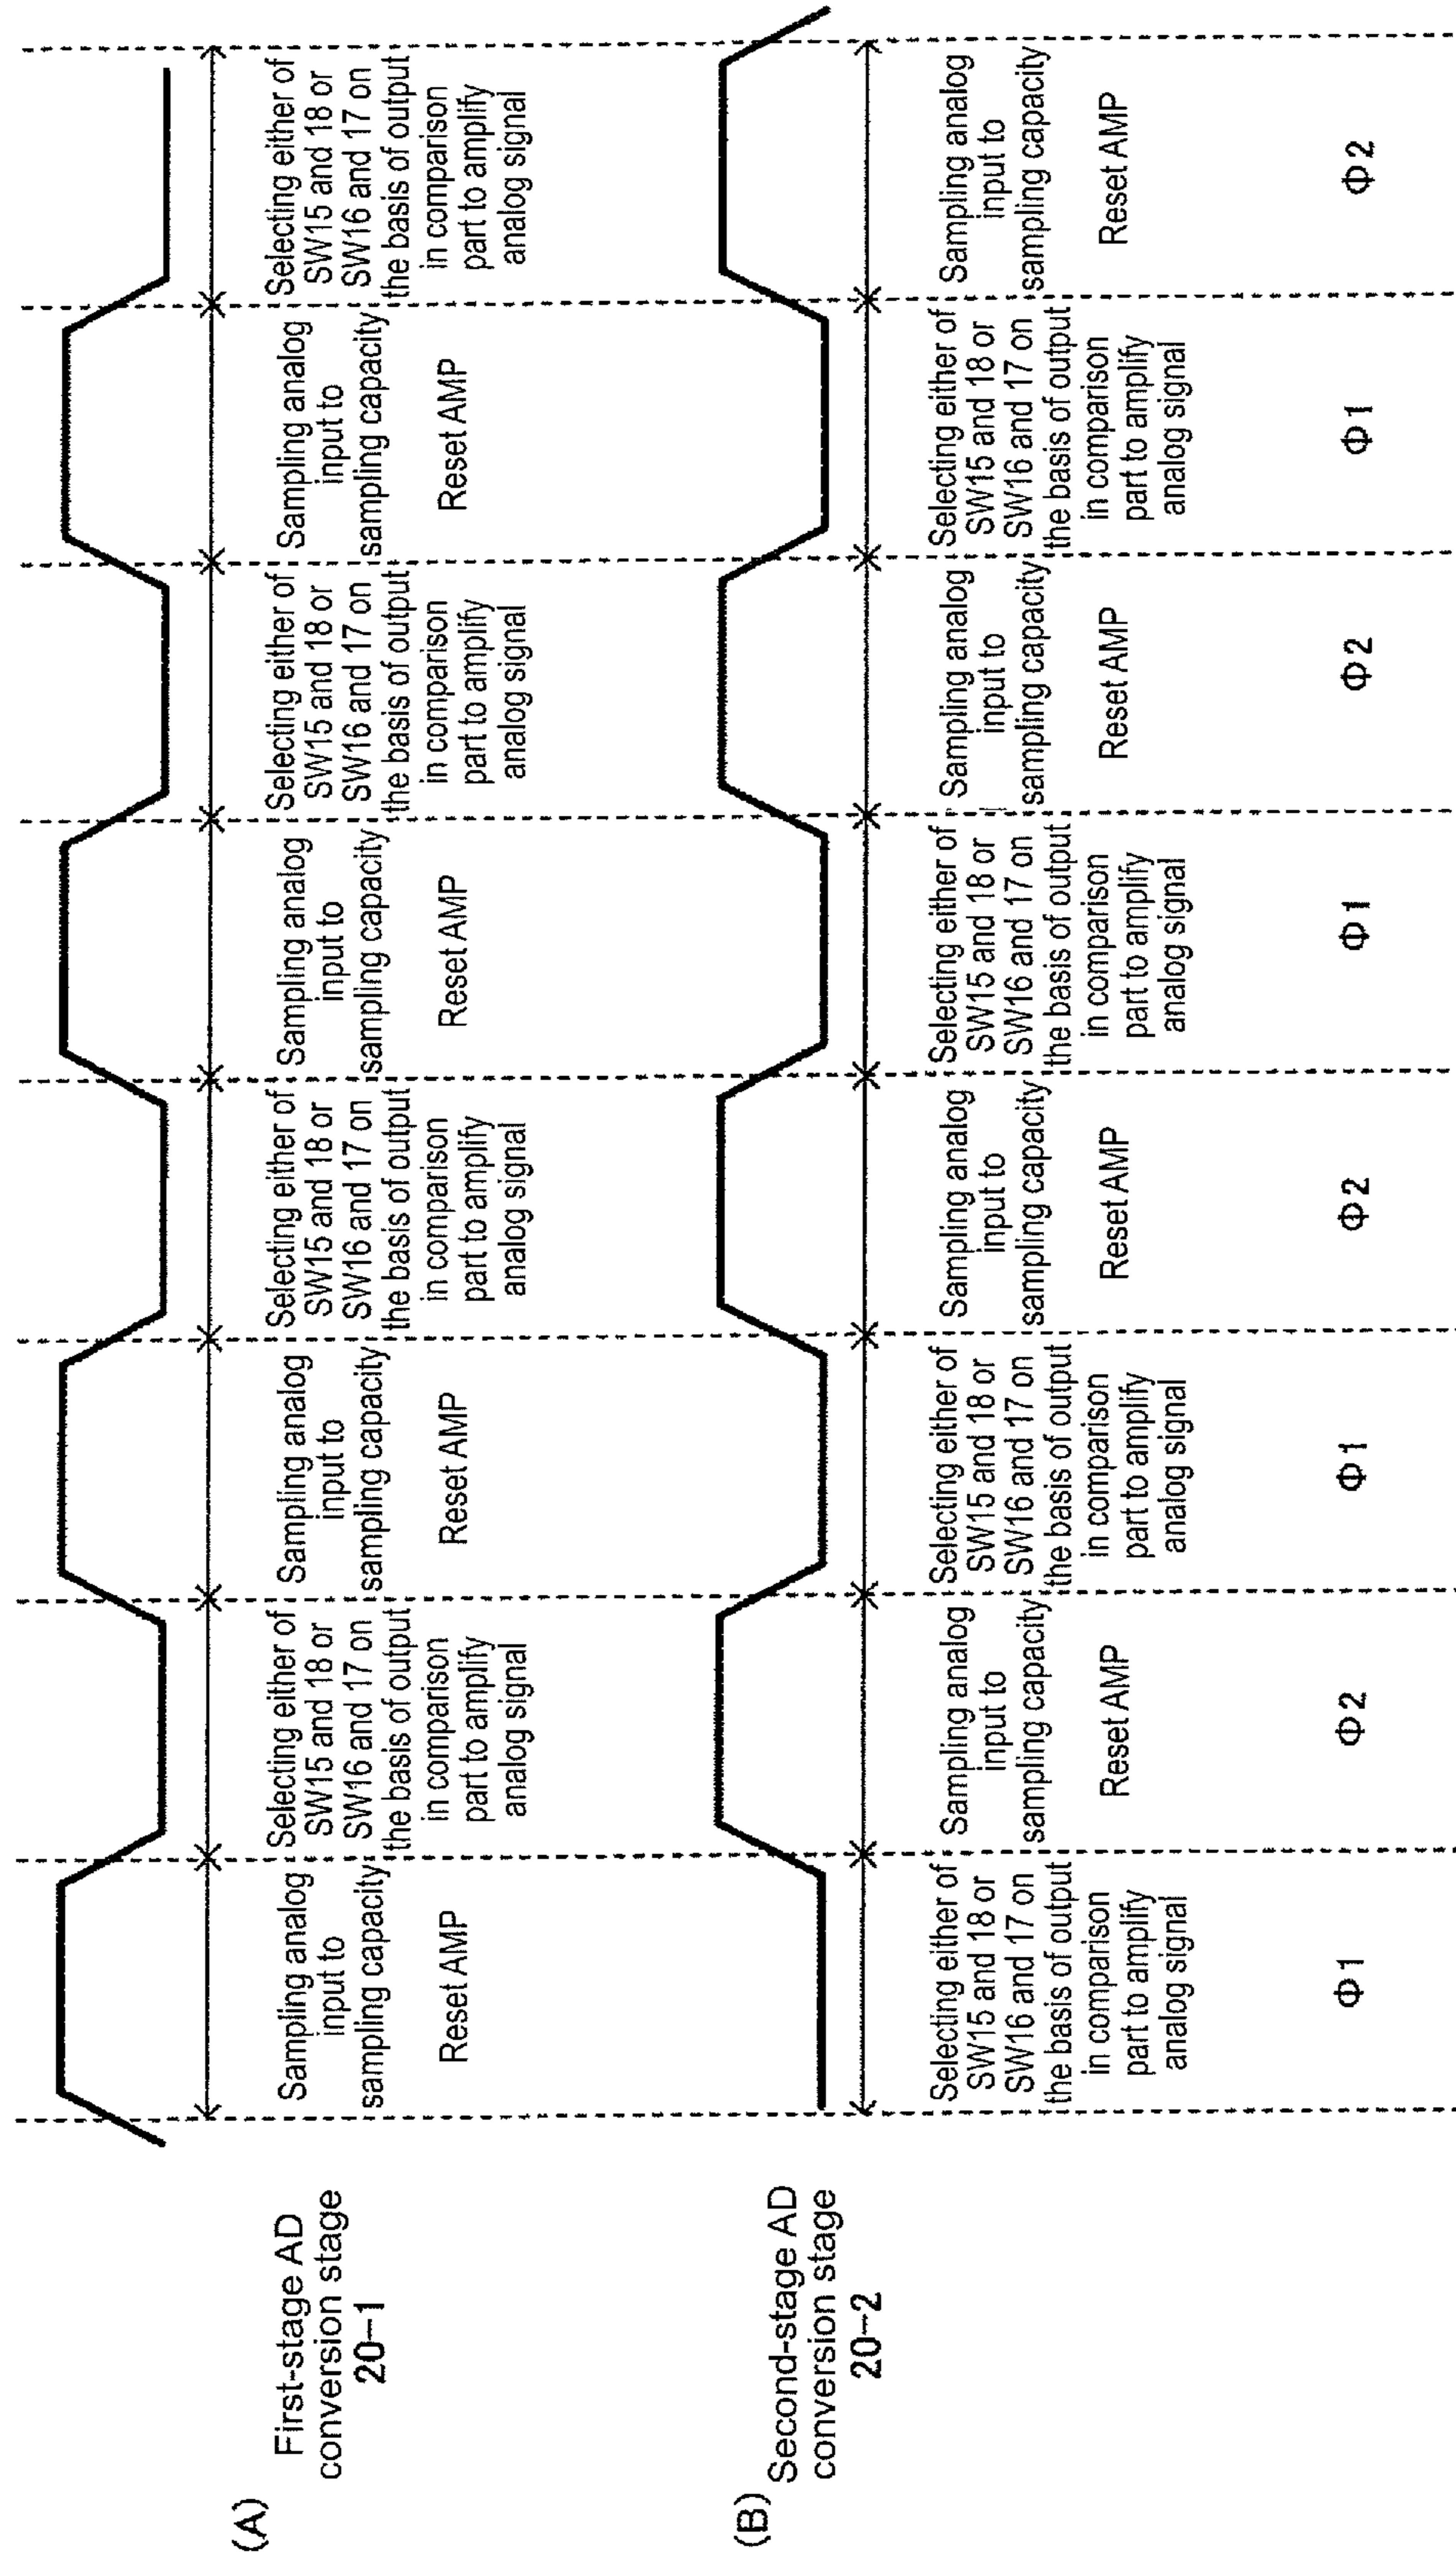 (A)
First-stage AD
conversion stage
20-1
Sampling analog
input to
sampling capacity
Reset AMP
Selecting either of
SW15 and 18 or
SW16 and 17 on
the basis of output
in comparison
part to amplify
analog signal
Sampling analog
input to
sampling capacity
Reset AMP
Selecting either of
SW15 and 18 or
SW16 and 17 on
the basis of output
in comparison
part to amplify
analog signal
Sampling analog
input to
sampling capacity
Reset AMP
Selecting either of
SW15 and 18 or
SW16 and 17 on
the basis of output
in comparison
part to amplify
analog signal
Sampling analog
input to
sampling capacity
Reset AMP
Selecting either of
SW15 and 18 or
SW16 and 17 on
the basis of output
in comparison
part to amplify
analog signal
(B)
Second-stage AD
conversion stage
20-2
Selecting either of
SW15 and 18 or
SW16 and 17 on
the basis of output
in comparison
part to amplify
analog signal
Sampling analog
input to
sampling capacity
Reset AMP
Selecting either of
SW15 and 18 or
SW16 and 17 on
the basis of output
in comparison
part to amplify
analog signal
Sampling analog
input to
sampling capacity
Reset AMP
Selecting either of
SW15 and 18 or
SW16 and 17 on
the basis of output
in comparison
part to amplify
analog signal
Sampling analog
input to
sampling capacity
Reset AMP
Selecting either of
SW15 and 18 or
SW16 and 17 on
the basis of output
in comparison
part to amplify
analog signal
Sampling analog
input to
sampling capacity
Reset AMP
Φ1
Φ2
Φ1
Φ2
Φ1
Φ2
Φ1
Φ2